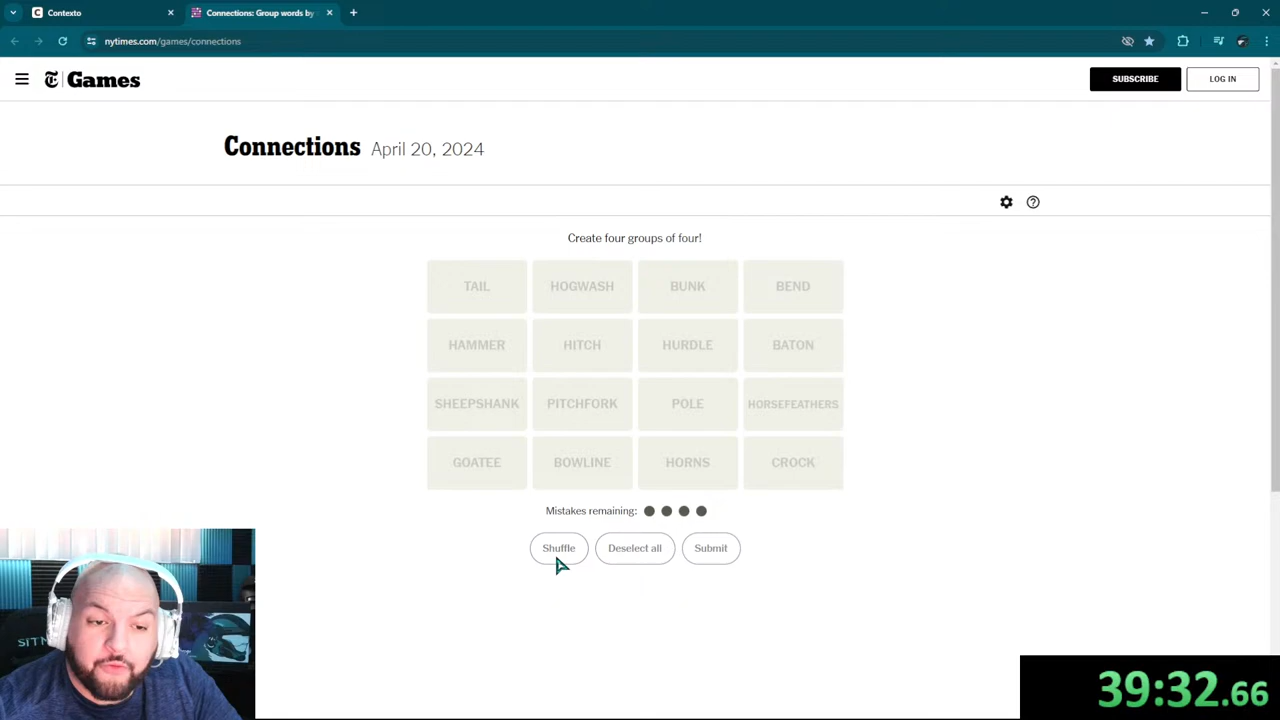 Contexto
Connections: Group words by
nytimes.com/games/connections
Games
SUBSCRIBE
LOG IN
Connections April 20, 2024
Create four groups of four!
TAIL HOGWASH BUNK BEND
HAMMER HITCH HURDLE BATON
SHEEPSHANK PITCHFORK POLE HORSEFEATHERS
GOATEE BOWLINE HORNS CROCK
Mistakes remaining:
Shuffle Deselect all Submit
39:32.66